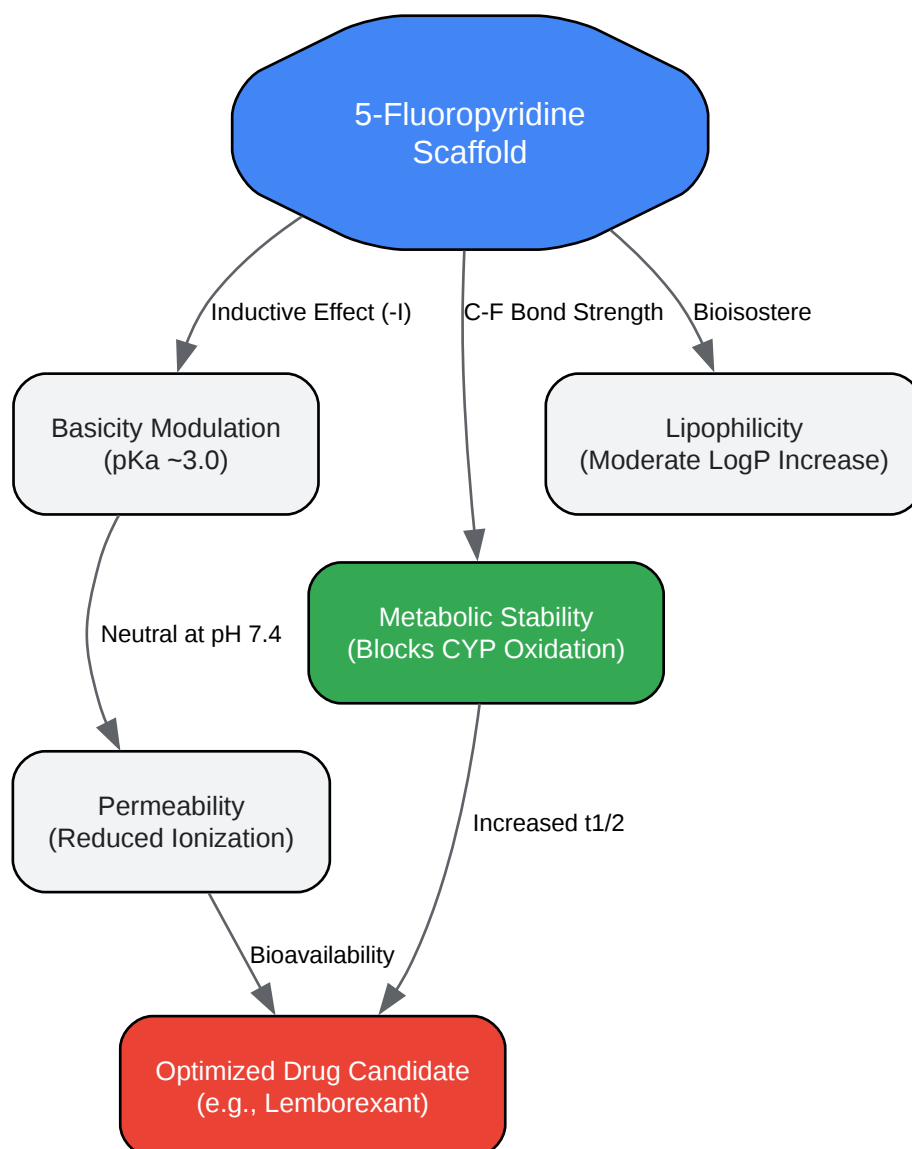 5-Fluoropyridine
Scaffold
Inductive Effect (-I)
C-F Bond Strength
Bioisostere
Basicity Modulation
(pKa ~3.0)
Lipophilicity
(Moderate LogP Increase)
Metabolic Stability
(Blocks CYP Oxidation)
Neutral at pH 7.4
Permeability
(Reduced Ionization)
Increased t1/2
Bioavailability
Optimized Drug Candidate
(e.g., Lemborexant)